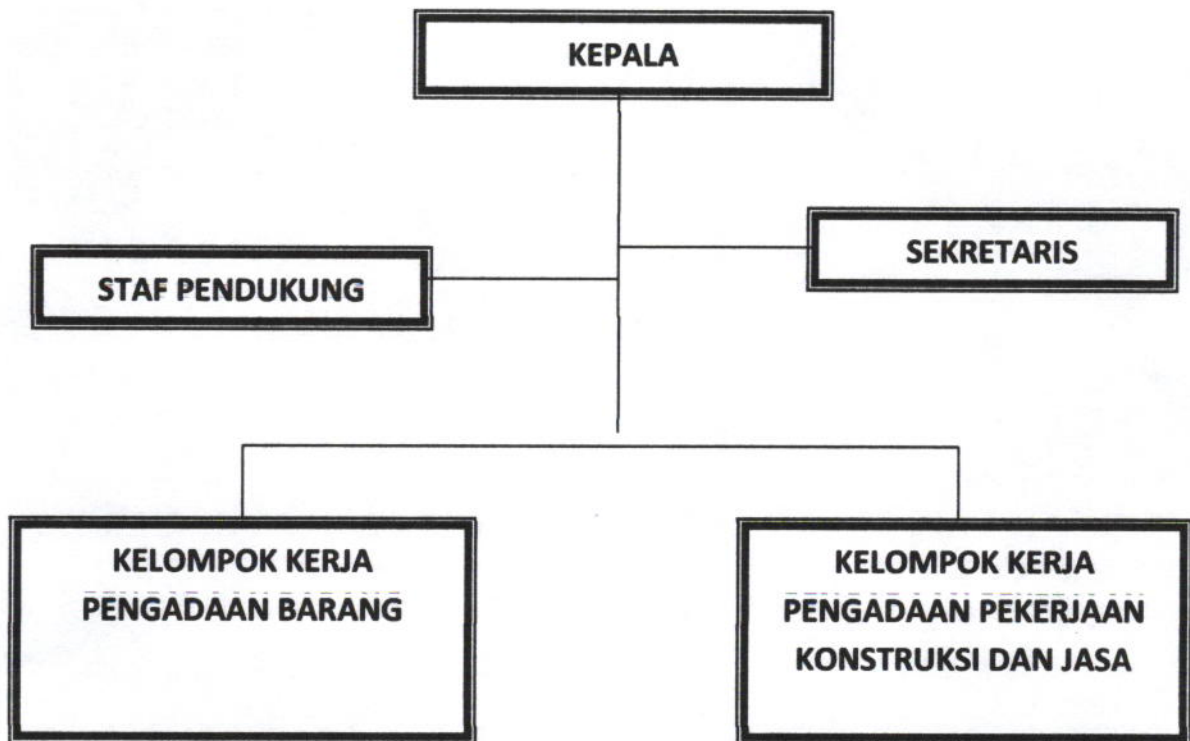 KEPALA
SEKRETARIS
STAF PENDUKUNG
KELOMPOK KERJA
PENGADAAN BARANG
KELOMPOK KERJA
PENGADAAN PEKERJAAN
KONSTRUKSI DAN JASA